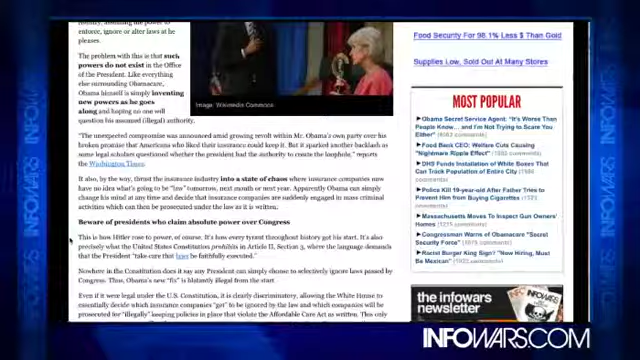 enforce, ignore or alter laws at he
pleases.
The problem with this is that such
powers do not exist in the Office
of the President. Like everything
else surrounding Obamacare,
Obama himself is simply inventing
new powers as he goes
along and hoping no one will
question his assumed (illegal) authority.
Image: Wikimedia Commons
"The unexpected compromise was announced amid growing revolt within Mr. Obama's own party over his
broken promise that Americans who liked their insurance could keep it. But it sparked another backlash as
some legal scholars questioned whether the president had the authority to create the loophole," reports
the Washington Times.
It also, by the way, thrust the insurance industry into a state of chaos where insurance companies now
have no idea what's going to be "law" tomorrow, next month or next year. Apparently Obama can simply
change his mind at any time and decide that insurance companies are suddenly engaged in mass criminal
activities which can then be prosecuted under the law as it is written.
Beware of presidents who claim absolute power over Congress
This is how Hitler rose to power, of course. It's how every tyrant throughout history got his start. It's also
precisely what the United States Constitution prohibits in Article II, Section 3, where the language demands
that the President "take care that laws be faithfully executed."
Nowhere in the Constitution does it say any President can simply choose to selectively ignore laws passed by
Congress. Thus, Obama's new "fix" is blatantly illegal from the start
Even if it were legal under the U.S. Constitution, it is clearly discriminatory, allowing the White House to
essentially decide which insurance companies "get" to be ignored by the law and which companies will be
prosecuted for "illegally" keeping policies in place that violate the Affordable Care Act as written. This only
Food Security For 98.1% Less $ Than Gold
Supplies Low, Sold Out At Many Stores
MOST POPULAR
Obama Secret Service Agent: "It's Worse Than
People Know... and I'm Not Trying to Scare You
Either"
Food Bank CEO: Welfare Cuts Causing
"Nightmare Ripple Effect"
DHS Funds Installation of White Boxes That
Can Track Population of Entire City
comments)
Police Kill 19-year-old After Father Tries to
Prevent Him from Buying Cigarettes
comments)
Massachusetts Moves To Inspect Gun Owners'
Homes
Congressman Warns of Obamacare "Secret
Security Force"
Racist Burger King Sign? "Now Hiring, Must
Be Mexican"
the infowars
newsletter
INFOWARS
INFOWARS
INFOWARS.COM